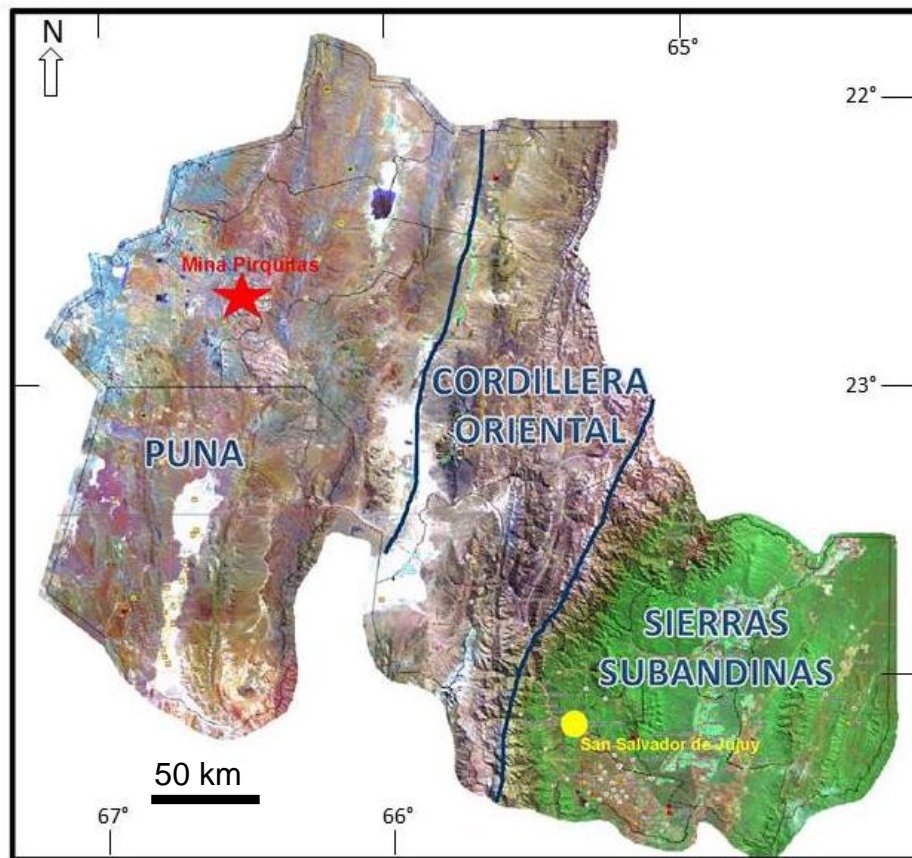 N
65°
22°
Mina Pirquitas
CORDILLERA
ORIENTAL
23°
PUNA
SIERRAS
SUBANDINAS
San Salvador de Jujuy
50 km
67°
66°